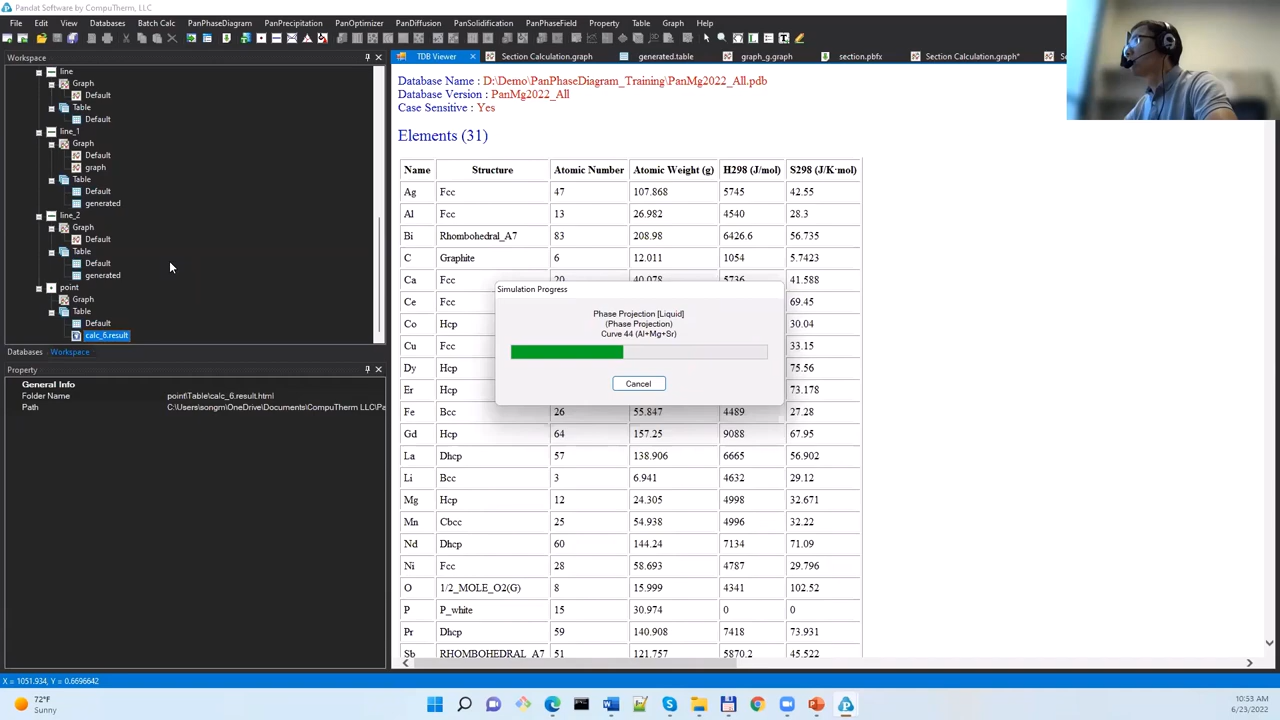 Pandat Software by CompuTherm, LLC
File Edit View Databases Batch Calc PanPhaseDiagram PanPrecipitation PanOptimizer PanDiffusion PanSolidification PanPhaseField Property Table Graph Help
Workspace
TDB Viewer
Section Calculation.graph
generated.table
graph_g.graph
section.pbfx
Section Calculation.graph*
line
Graph
Default
Table
Default
line_1
Graph
Default
graph
Table
Default
generated
line_2
Graph
Default
Table
Default
generated
point
Graph
Table
Default
calc_6.result
Databases Workspace
Property
General Info
Folder Name point\Table\calc_6.result.html
Path C:\Users\songm\OneDrive\Documents\CompuTherm LLC\Pa
Database Name : D:\Demo\PanPhaseDiagram_Training\PanMg2022_All.pdb
Database Version : PanMg2022_All
Case Sensitive : Yes
Elements (31)
Name Structure Atomic Number Atomic Weight (g) H298 (J/mol) S298 (J/K·mol)
Ag Fcc 47 107.868 5745 42.55
Al Fcc 13 26.982 4540 28.3
Bi Rhombohedral_A7 83 208.98 6426.6 56.735
C Graphite 6 12.011 1054 5.7423
Ca Fcc 20 40.078 5736 41.588
Ce Fcc 69.45
Co Hcp 30.04
Cu Fcc 33.15
Dy Hcp 75.56
Er Hcp 73.178
Fe Bcc 26 55.847 4489 27.28
Gd Hcp 64 157.25 9088 67.95
La Dhcp 57 138.906 6665 56.902
Li Bcc 3 6.941 4632 29.12
Mg Hcp 12 24.305 4998 32.671
Mn Cbcc 25 54.938 4996 32.22
Nd Dhcp 60 144.24 7134 71.09
Ni Fcc 28 58.693 4787 29.796
O 1/2_MOLE_O2(G) 8 15.999 4341 102.52
P P_white 15 30.974 0 0
Pr Dhcp 59 140.908 7418 73.931
Sb RHOMBOHEDRAL_A7 51 121.757 5870.2 45.522
Simulation Progress
Phase Projection [Liquid]
(Phase Projection)
Curve 44 (Al+Mg+Sr)
Cancel
X = 1051.934, Y = 0.6696642
72°F
Sunny
10:53 AM
6/23/2022